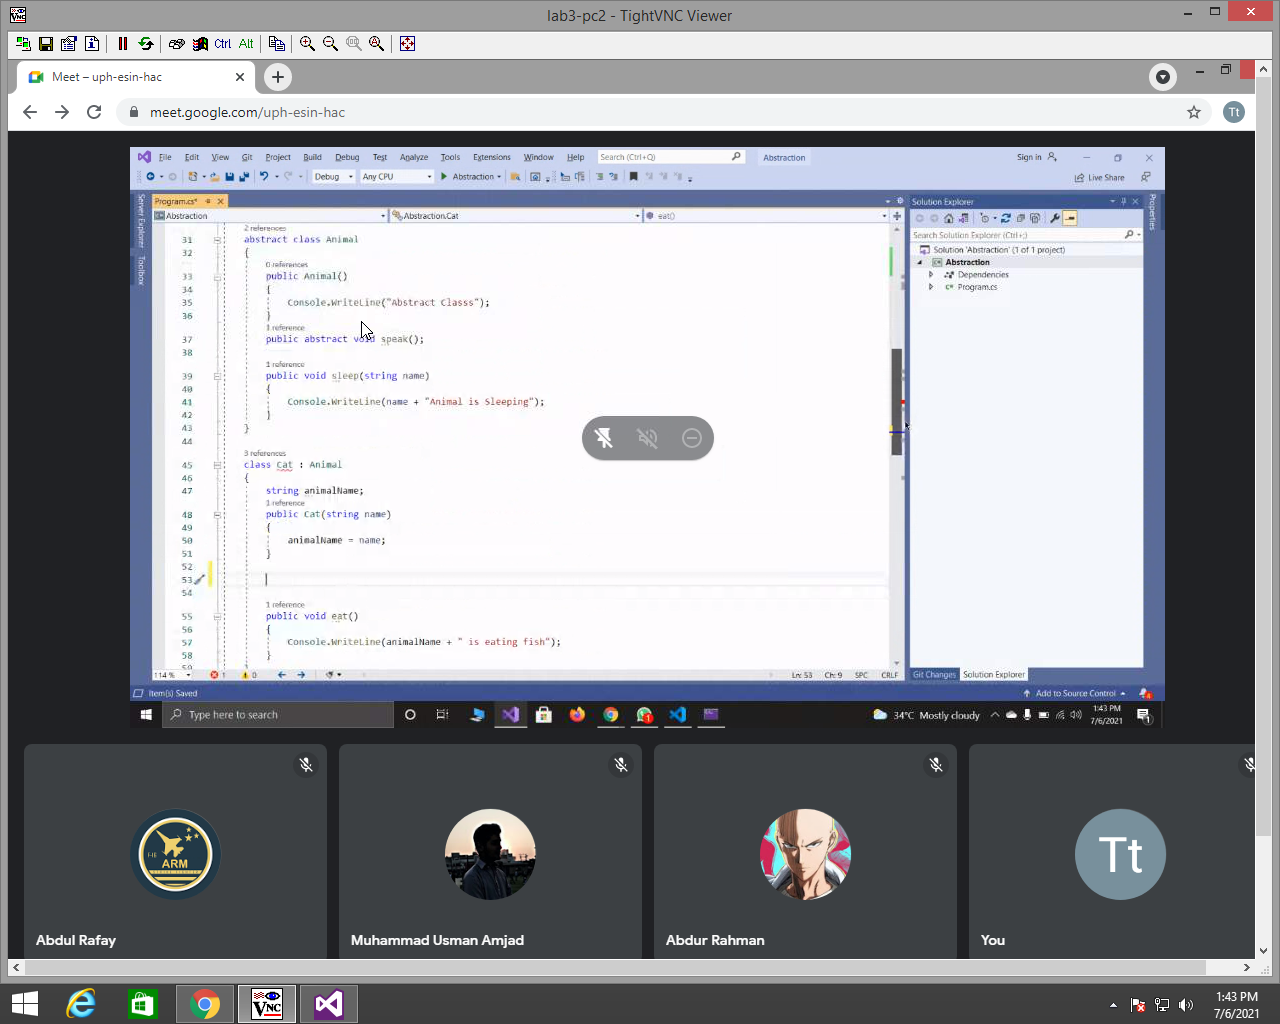 lab3-pc2 - TightVNC Viewer
Ctrl Alt
Meet – uph-esin-hac
meet.google.com/uph-esin-hac
Tt
File Edit View Git Project Build Debug Test Analyze Tools Extensions Window Help Search (Ctrl+Q) Abstraction Sign in
Debug Any CPU Abstraction Live Share
Server Explorer
Toolbox
Program.cs*
Abstraction Abstraction.Cat eat()
2 references
31 abstract class Animal
32 {
0 references
33 public Animal()
34 {
35 Console.WriteLine("Abstract Classs");
36 }
1 reference
37 public abstract void speak();
38
1 reference
39 public void sleep(string name)
40 {
41 Console.WriteLine(name + "Animal is Sleeping");
42 }
43 }
44
3 references
45 class Cat : Animal
46 {
47 string animalName;
1 reference
48 public Cat(string name)
49 {
50 animalName = name;
51 }
52
53
54
1 reference
55 public void eat()
56 {
57 Console.WriteLine(animalName + " is eating fish");
58 }
59 }
114 % 1 0 Ln: 53 Ch: 9 SPC CRLF
Solution Explorer
Search Solution Explorer (Ctrl+;)
Solution 'Abstraction' (1 of 1 project)
Abstraction
Dependencies
C# Program.cs
Git Changes Solution Explorer
Properties
Item(s) Saved Add to Source Control
Type here to search
34°C Mostly cloudy
1:43 PM
7/6/2021
THE
ARM
Abdul Rafay
Muhammad Usman Amjad
Abdur Rahman
Tt
You
VNC
1:43 PM
7/6/2021